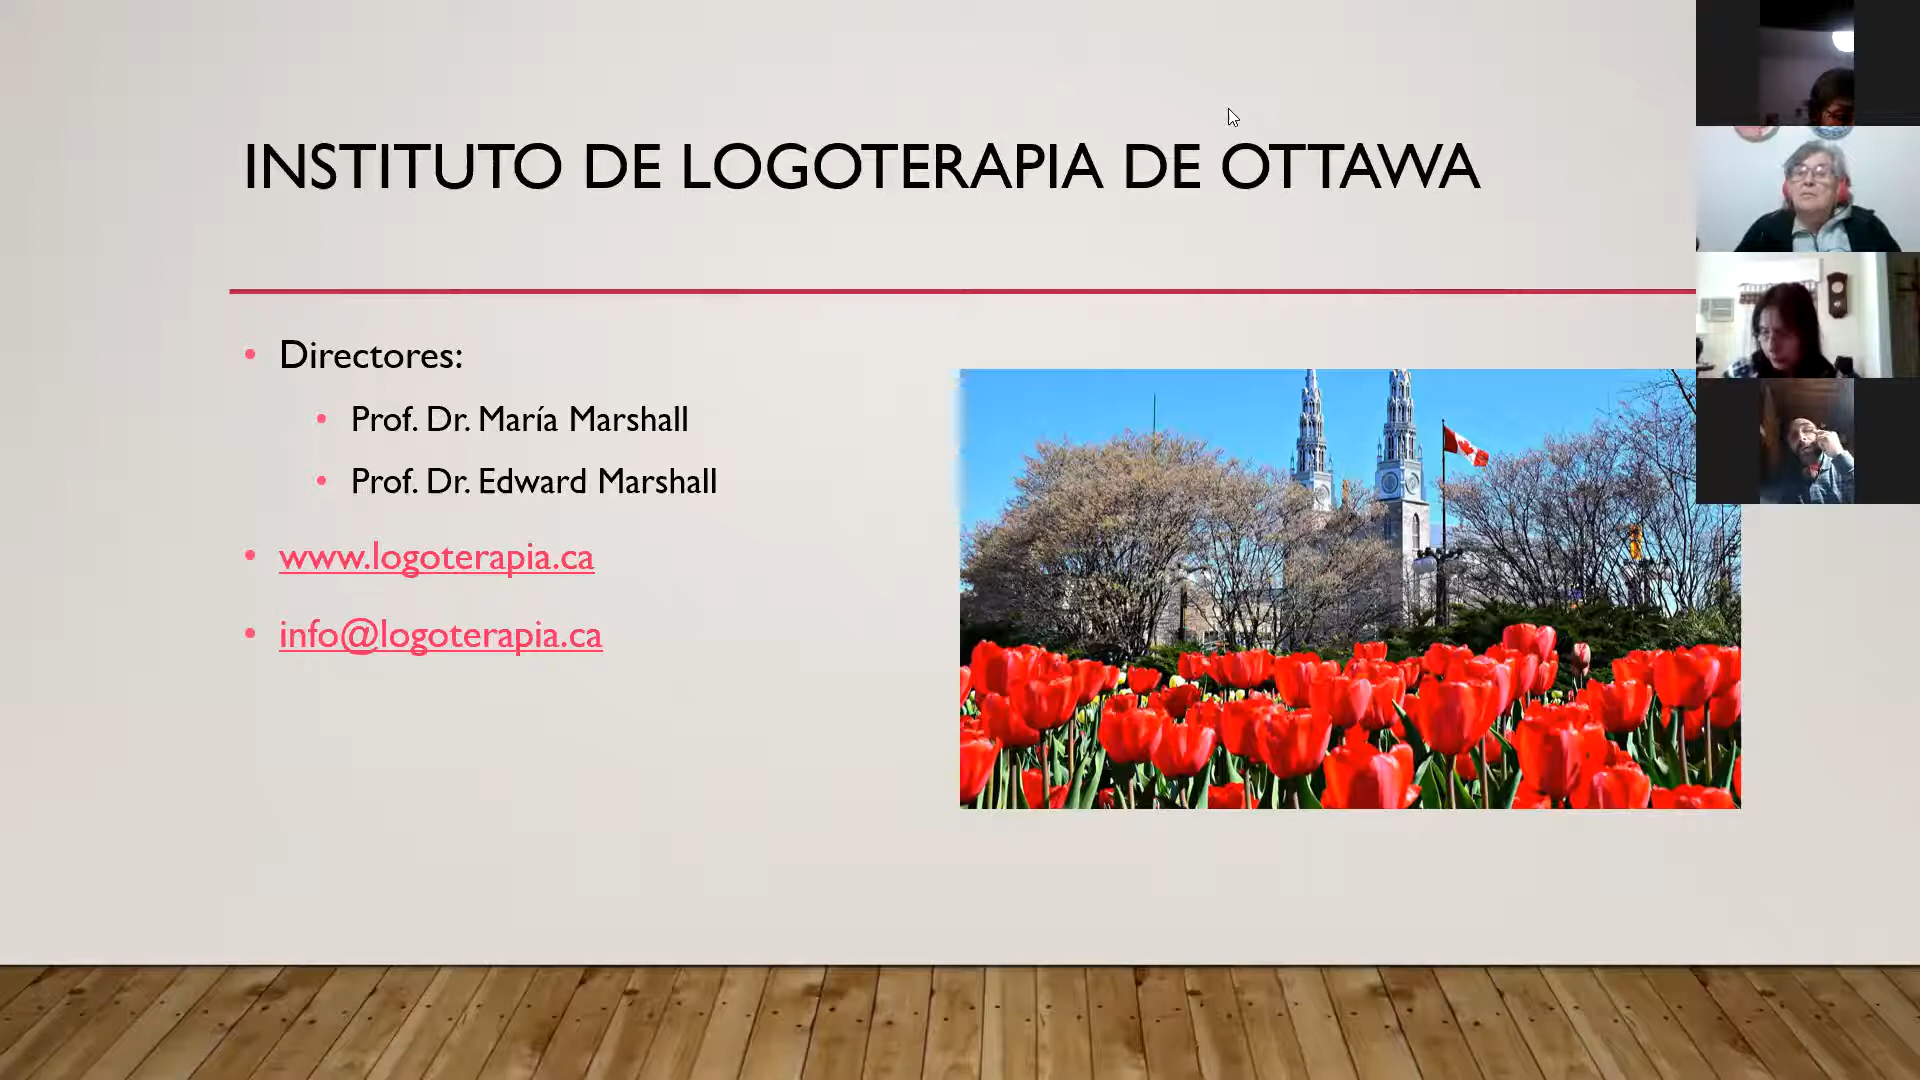 INSTITUTO DE LOGOTERAPIA DE OTTAWA
Directores:
Prof. Dr. María Marshall
Prof. Dr. Edward Marshall
www.logoterapia.ca
info@logoterapia.ca